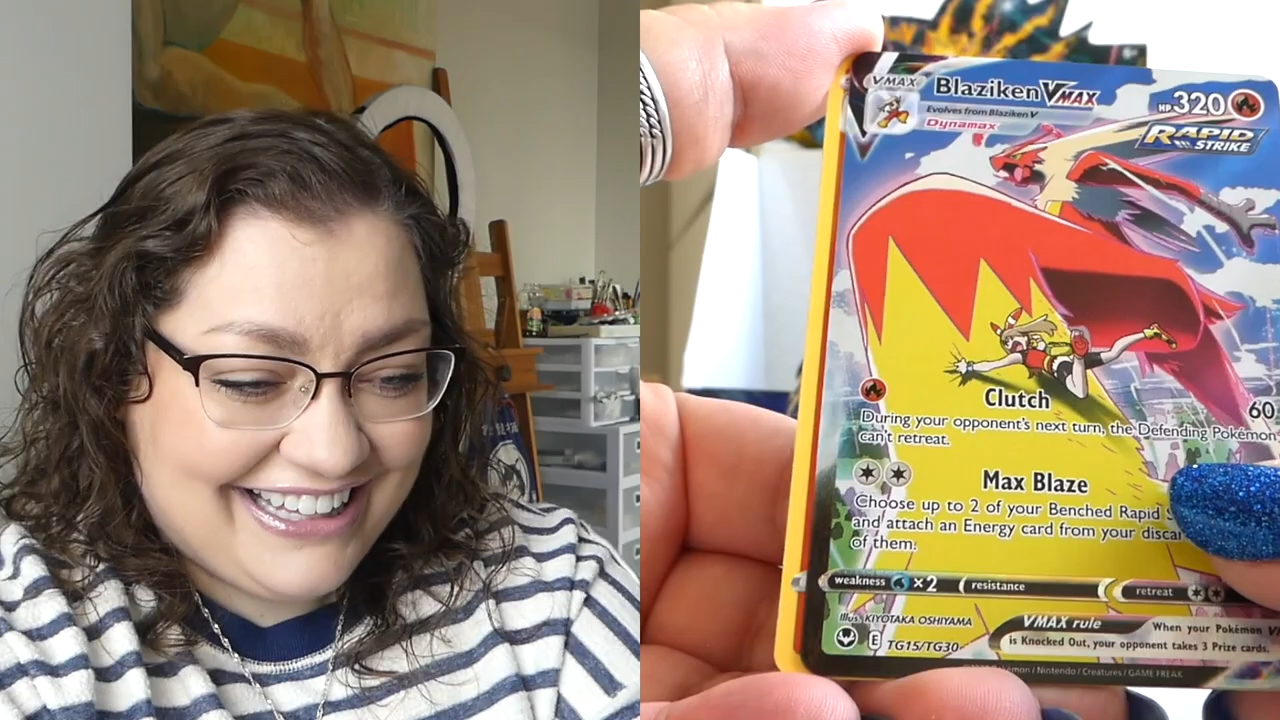 VMAX
Blaziken VMAX
HP 320
Evolves from Blaziken V
Dynamax
RAPID
STRIKE
Clutch
60
During your opponent's next turn, the Defending Pokémon
can't retreat.
Max Blaze
Choose up to 2 of your Benched Rapid
and attach an Energy card from your
of them.
weakness ×2 resistance retreat
Illus. KIYOTAKA OSHIYAMA
VMAX rule When your Pokémon
is Knocked Out, your opponent takes 3 Prize cards.
E TG15/TG30
Pokémon / Nintendo / Creatures / GAME FREAK